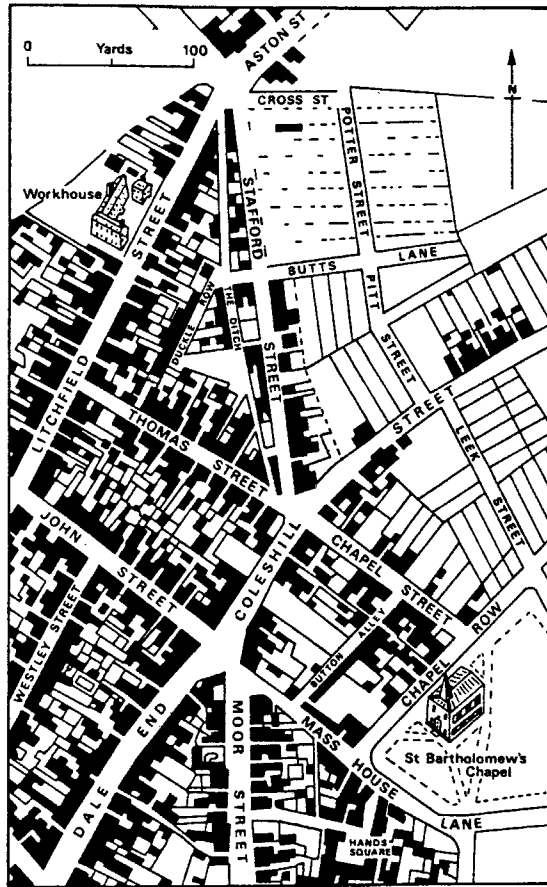 ASTON ST
0 Yards 100
N
CROSS ST
POTTER STREET
STAFFORD STREET
Workhouse
LITCHFIELD STREET
BUTTS LANE
PITT STREET
DUCKLE ROW
THE DITCH
THOMAS STREET
COLESHILL STREET
LEEK STREET
JOHN STREET
CHAPEL STREET
CHAPEL ROW
BUTTON ALLEY
WESTLEY STREET
DALE END
MOOR STREET
MASS HOUSE LANE
St Bartholomew's
Chapel
HANDS
SQUARE